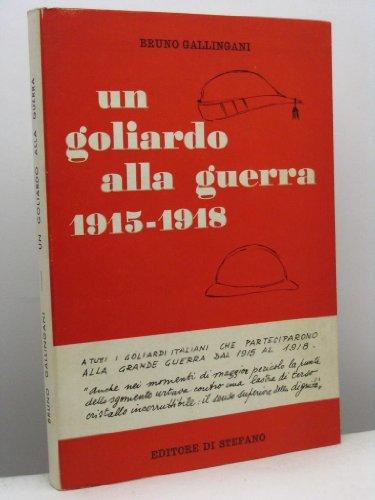 BRUNO GALLINGANI
un
goliardo
alla guerra
1915-1918
A TUTI I GOLIARDI ITALIANI CHE PARTECIPARONO
ALLA GRANDE GUERRA DAL 1915 AL 1918.
"Anche nei momenti di maggior pericolo la punta
dello sgomento urtava contro una lastra di terso
cristallo incorruttibile: il senso superiore della dignità"
EDITORE DI STEFANO
BRUNO GALLINGANI — UN GOLIARDO ALLA GUERRA